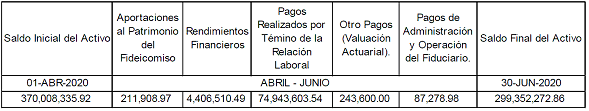 Saldo Inicial del Activo
Aportaciones
al Patrimonio
del
Fideicomiso
Rendimientos
Financieros
Pagos
Realizados por
Témino de la
Relación
Laboral
Otro Pagos
(Valuación
Actuarial).
Pagos de
Administración
y Operación
del Fiduciario.
Saldo Final del Activo
01-ABR-2020
ABRIL - JUNIO
30-JUN-2020
370,008,335.92
211,908.97
4,406,510.49
74,943,603.54
243,600.00
87,278.98
299,352,272.86